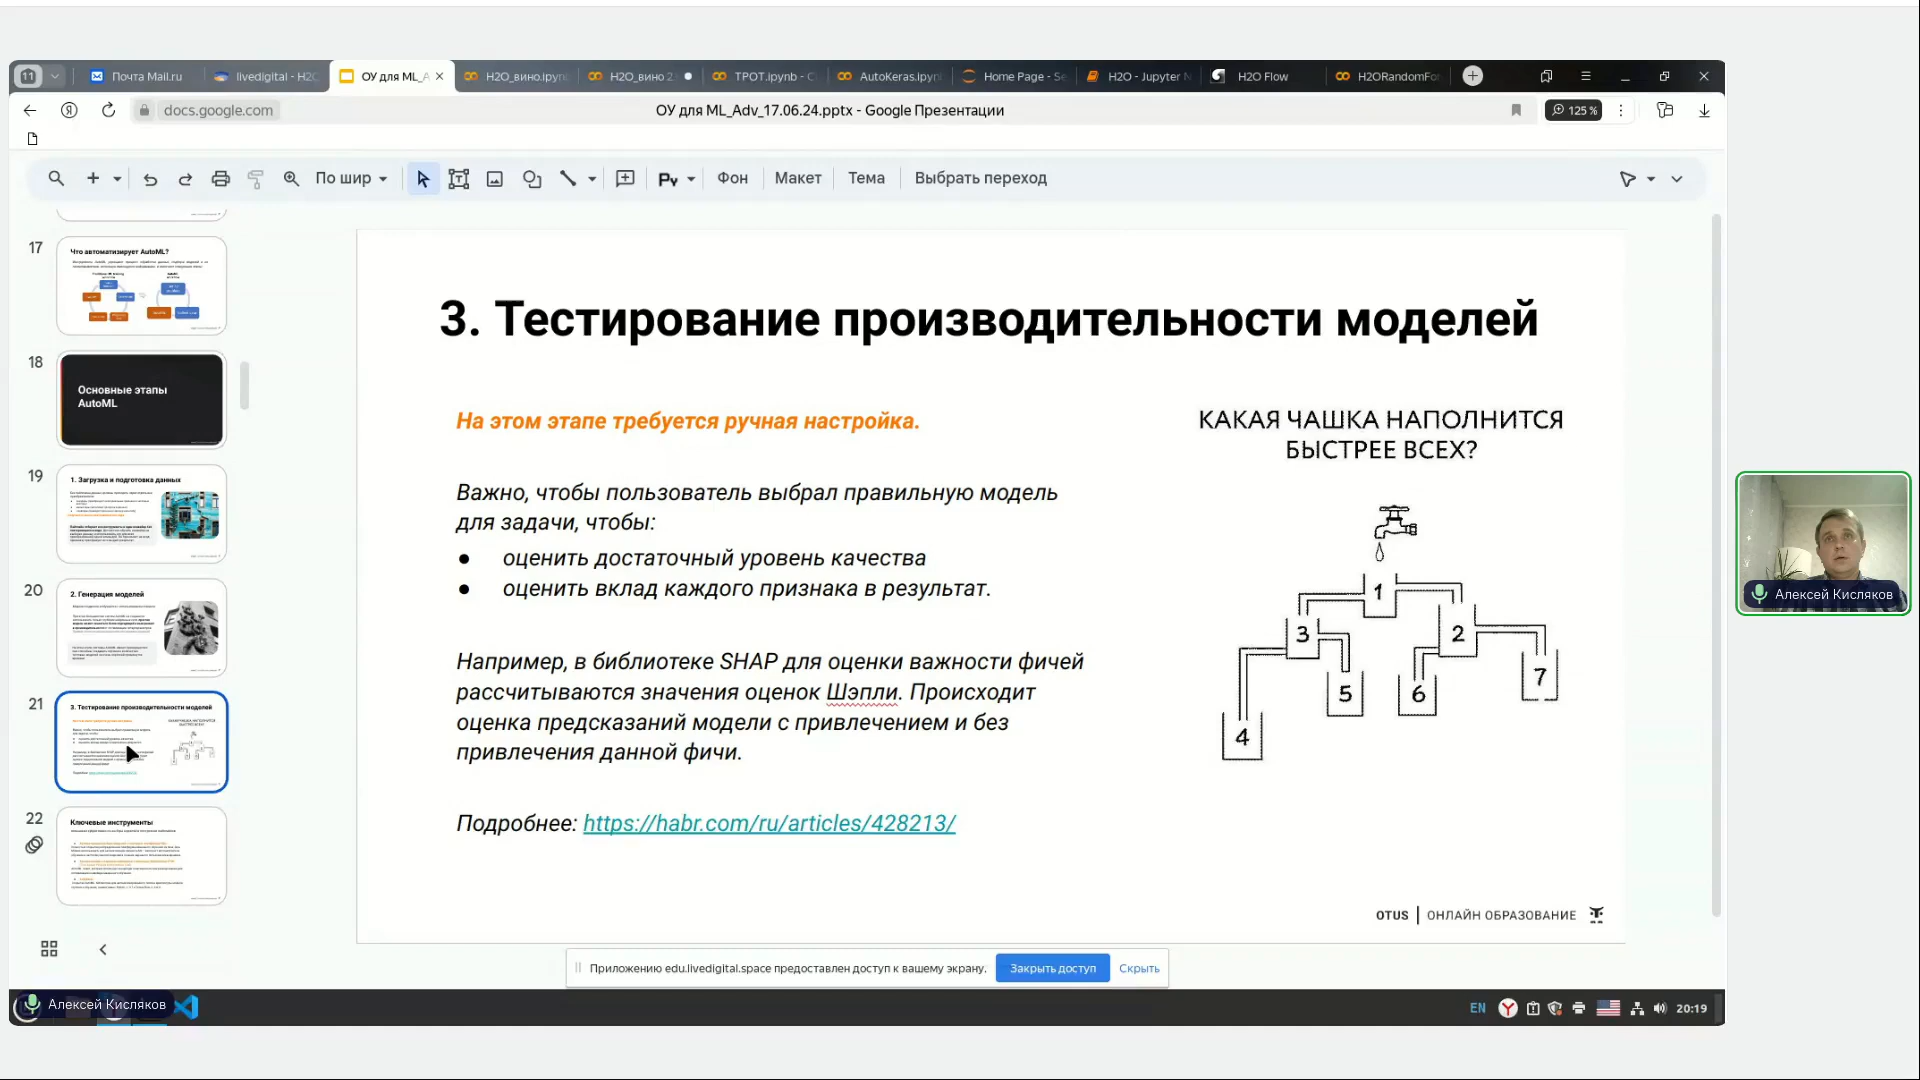 11
Почта Mail.ru
livedigital - H2O
ОУ для ML_A
H2O_вино.ipyn
H2O_вино 2.
TPOT.ipynb - C
AutoKeras.ipyn
Home Page - Se
H2O - Jupyter N
H2O Flow
H2ORandomFor
docs.google.com
ОУ для ML_Adv_17.06.24.pptx - Google Презентации
125 %
По шир
Фон
Макет
Тема
Выбрать переход
17
Что автоматизирует AutoML?
18
Основные этапы
AutoML
19
1. Загрузка и подготовка данных
20
2. Генерация моделей
21
3. Тестирование производительности моделей
22
Ключевые инструменты
3. Тестирование производительности моделей
На этом этапе требуется ручная настройка.
Важно, чтобы пользователь выбрал правильную модель
для задачи, чтобы:
● оценить достаточный уровень качества
● оценить вклад каждого признака в результат.
Например, в библиотеке SHAP для оценки важности фичей
рассчитываются значения оценок Шэпли. Происходит
оценка предсказаний модели с привлечением и без
привлечения данной фичи.
Подробнее: https://habr.com/ru/articles/428213/
КАКАЯ ЧАШКА НАПОЛНИТСЯ
БЫСТРЕЕ ВСЕХ?
1
3
2
5
6
7
4
OTUS | ОНЛАЙН ОБРАЗОВАНИЕ
Приложению edu.livedigital.space предоставлен доступ к вашему экрану.
Закрыть доступ
Скрыть
Алексей Кисляков
Алексей Кисляков
EN
20:19